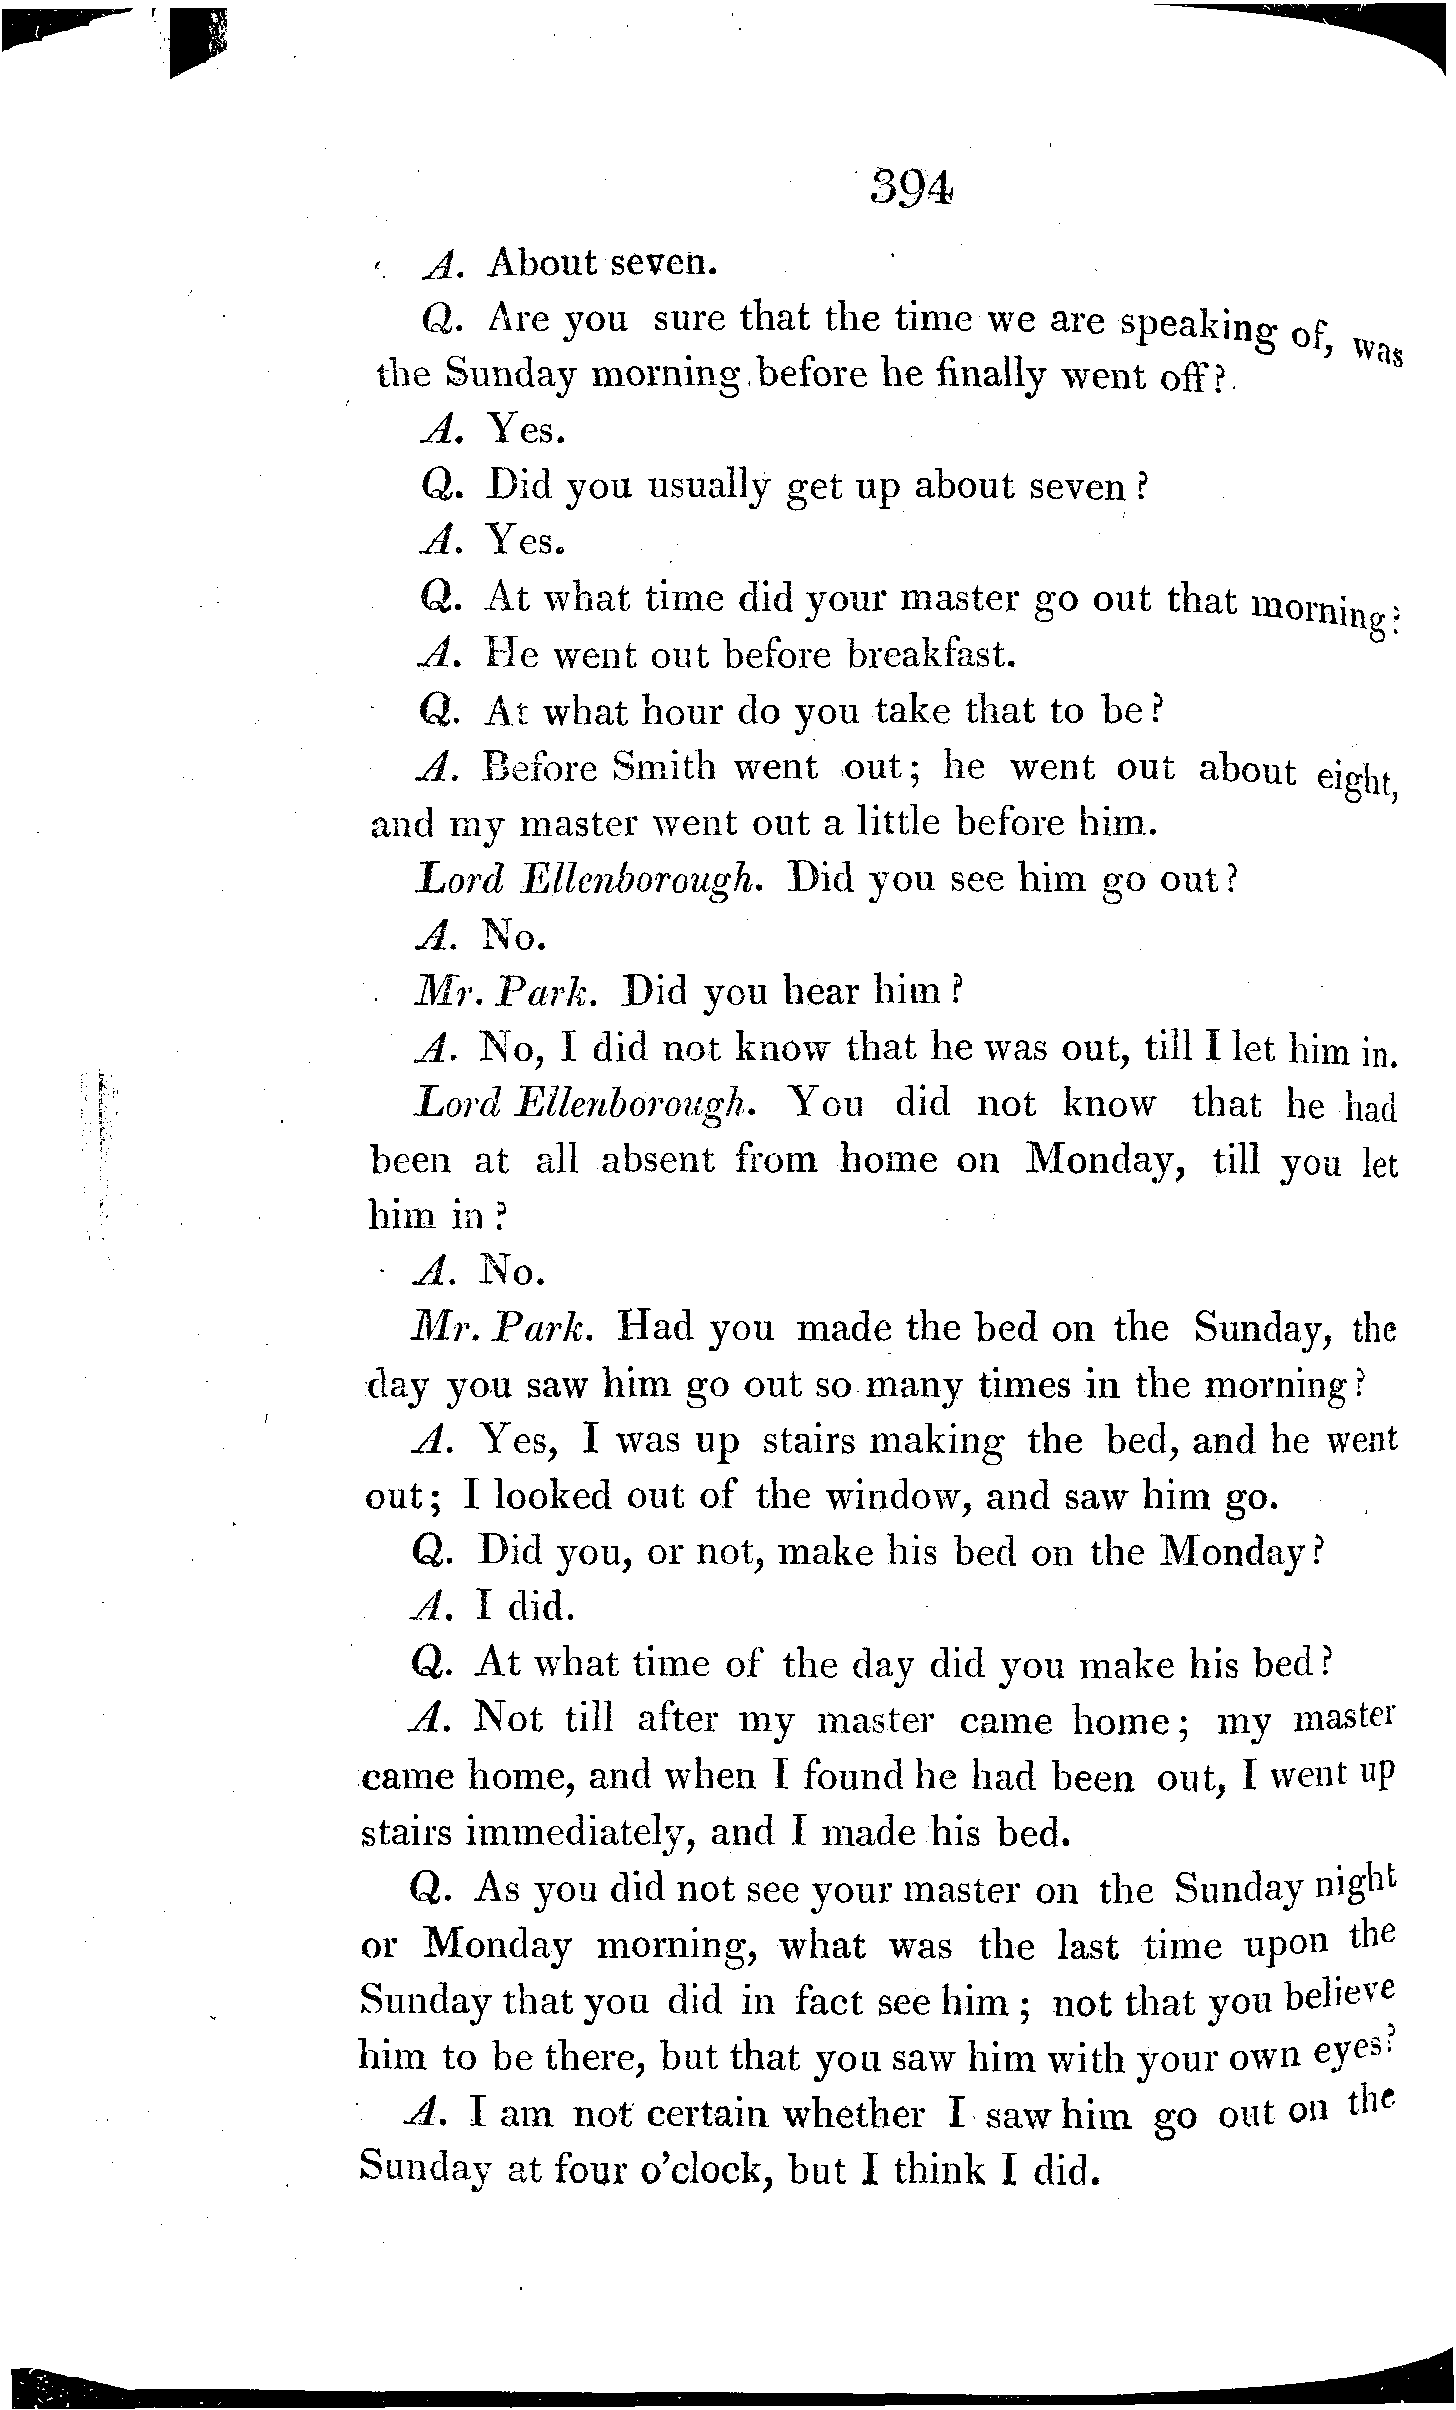 394
A. About seven.
Q. Are you sure that the time we are speaking of, was
the Sunday morning before he finally went off?
A. Yes.
Q. Did you usually get up about seven?
A. Yes.
Q. At what time did your master go out that morning?
A. He went out before breakfast.
Q. At what hour do you take that to be?
A. Before Smith went out; he went out about eight,
and my master went out a little before him.
Lord Ellenborough. Did you see him go out?
A. No.
Mr. Park. Did you hear him?
A. No, I did not know that he was out, till I let him in.
Lord Ellenborough. You did not know that he had
been at all absent from home on Monday, till you let
him in?
A. No.
Mr. Park. Had you made the bed on the Sunday, the
day you saw him go out so many times in the morning?
A. Yes, I was up stairs making the bed, and he went
out; I looked out of the window, and saw him go.
Q. Did you, or not, make his bed on the Monday?
A. I did.
Q. At what time of the day did you make his bed?
A. Not till after my master came home; my master
came home, and when I found he had been out, I went up
stairs immediately, and I made his bed.
Q. As you did not see your master on the Sunday night
or Monday morning, what was the last time upon the
Sunday that you did in fact see him; not that you believe
him to be there, but that you saw him with your own eyes?
A. I am not certain whether I saw him go out on the
Sunday at four o'clock, but I think I did.